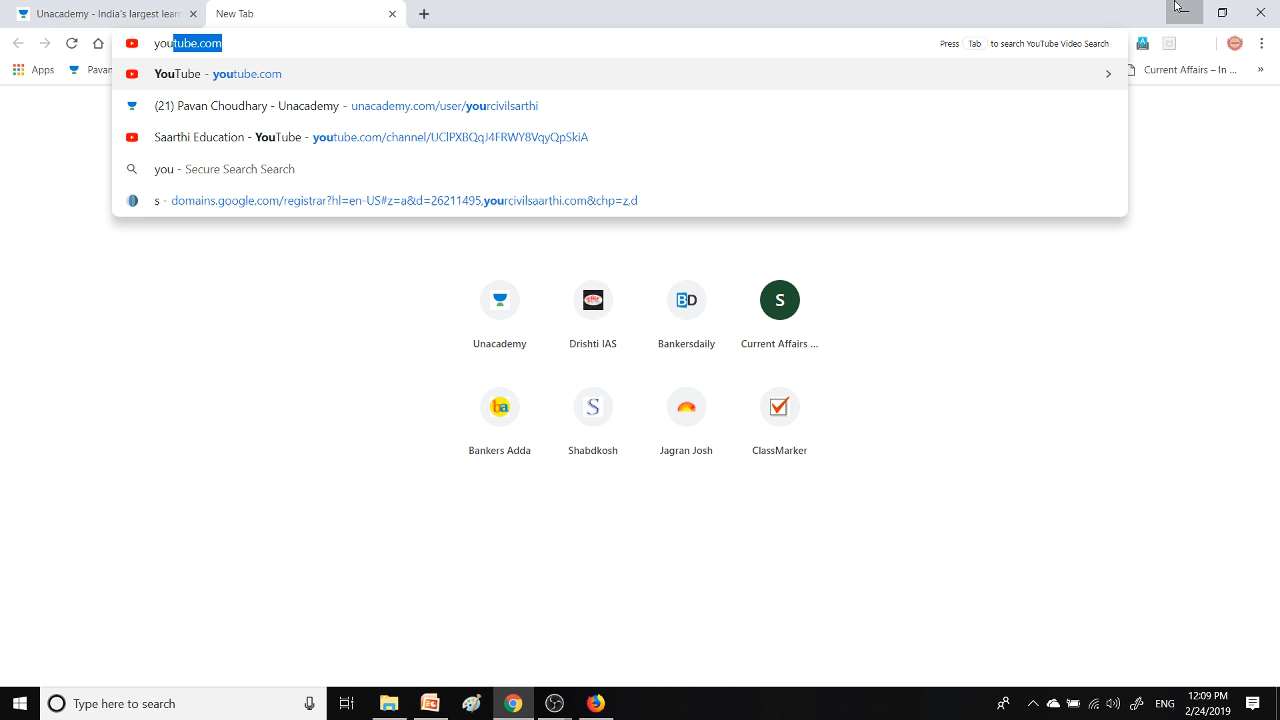 Unacademy - India's largest learn
New Tab
youtube.com
Press Tab to search YouTube Video Search
Apps
Pavan
Current Affairs – In ...
YouTube - youtube.com
(21) Pavan Choudhary - Unacademy - unacademy.com/user/yourcivilsarthi
Saarthi Education - YouTube - youtube.com/channel/UClPXBQqJ4FRWY8VqyQpSkiA
you - Secure Search Search
s - domains.google.com/registrar?hl=en-US#z=a&d=26211495,yourcivilsaarthi.com&chp=z,d
BD
S
Unacademy
Drishti IAS
Bankersdaily
Current Affairs ...
ba
S
Bankers Adda
Shabdkosh
Jagran Josh
ClassMarker
Type here to search
ENG
12:09 PM
2/24/2019